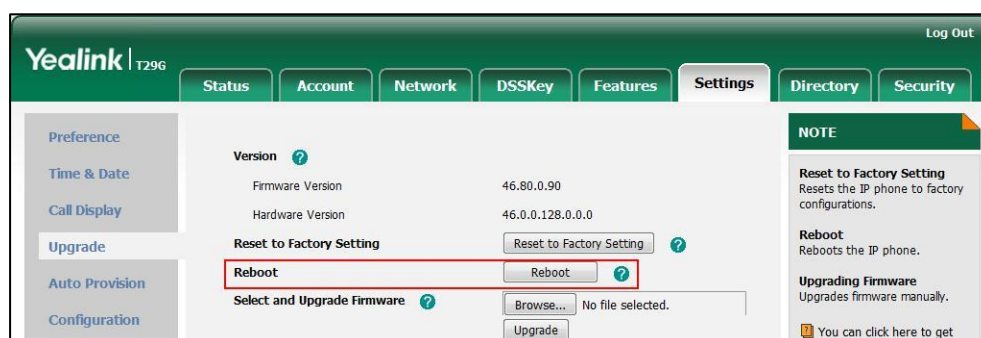 Log Out
Yealink T29G
Status Account Network DSSKey Features Settings Directory Security
Preference
Time & Date
Call Display
Upgrade
Auto Provision
Configuration
Version ?
Firmware Version 46.80.0.90
Hardware Version 46.0.0.128.0.0.0
Reset to Factory Setting Reset to Factory Setting ?
Reboot Reboot ?
Select and Upgrade Firmware ? Browse... No file selected.
Upgrade
NOTE
Reset to Factory Setting
Resets the IP phone to factory
configurations.
Reboot
Reboots the IP phone.
Upgrading Firmware
Upgrades firmware manually.
? You can click here to get